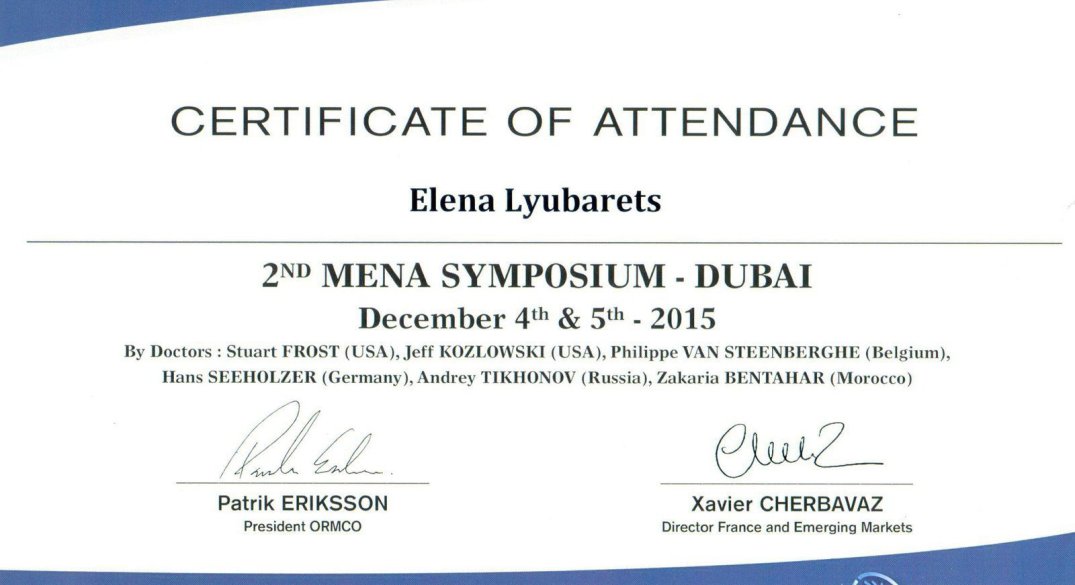 CERTIFICATE OF ATTENDANCE
Elena Lyubarets
2ND MENA SYMPOSIUM - DUBAI
December 4th & 5th - 2015
By Doctors : Stuart FROST (USA), Jeff KOZLOWSKI (USA), Philippe VAN STEENBERGHE (Belgium),
Hans SEEHOLZER (Germany), Andrey TIKHONOV (Russia), Zakaria BENTAHAR (Morocco)
Patrik ERIKSSON
President ORMCO
Xavier CHERBAVAZ
Director France and Emerging Markets